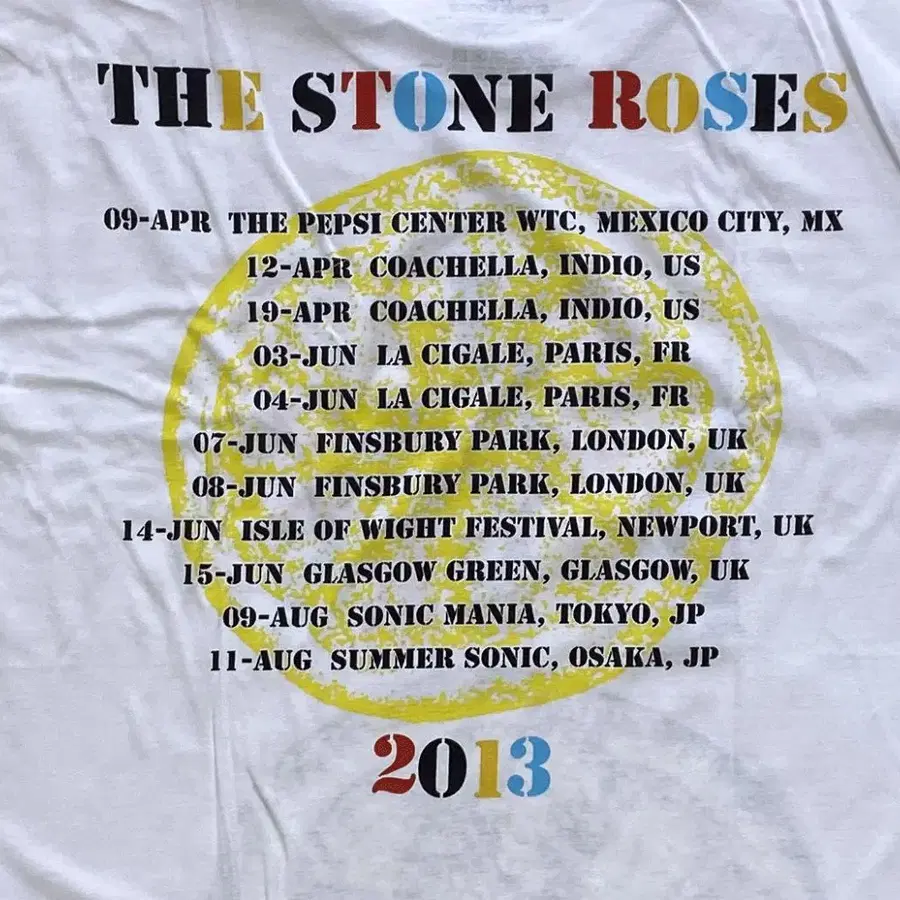 THE STONE ROSES
09-APR THE PEPSI CENTER WTC, MEXICO CITY, MX
12-APR COACHELLA, INDIO, US
19-APR COACHELLA, INDIO, US
03-JUN LA CIGALE, PARIS, FR
04-JUN LA CIGALE, PARIS, FR
07-JUN FINSBURY PARK, LONDON, UK
08-JUN FINSBURY PARK, LONDON, UK
14-JUN ISLE OF WIGHT FESTIVAL, NEWPORT, UK
15-JUN GLASGOW GREEN, GLASGOW, UK
09-AUG SONIC MANIA, TOKYO, JP
11-AUG SUMMER SONIC, OSAKA, JP
2013